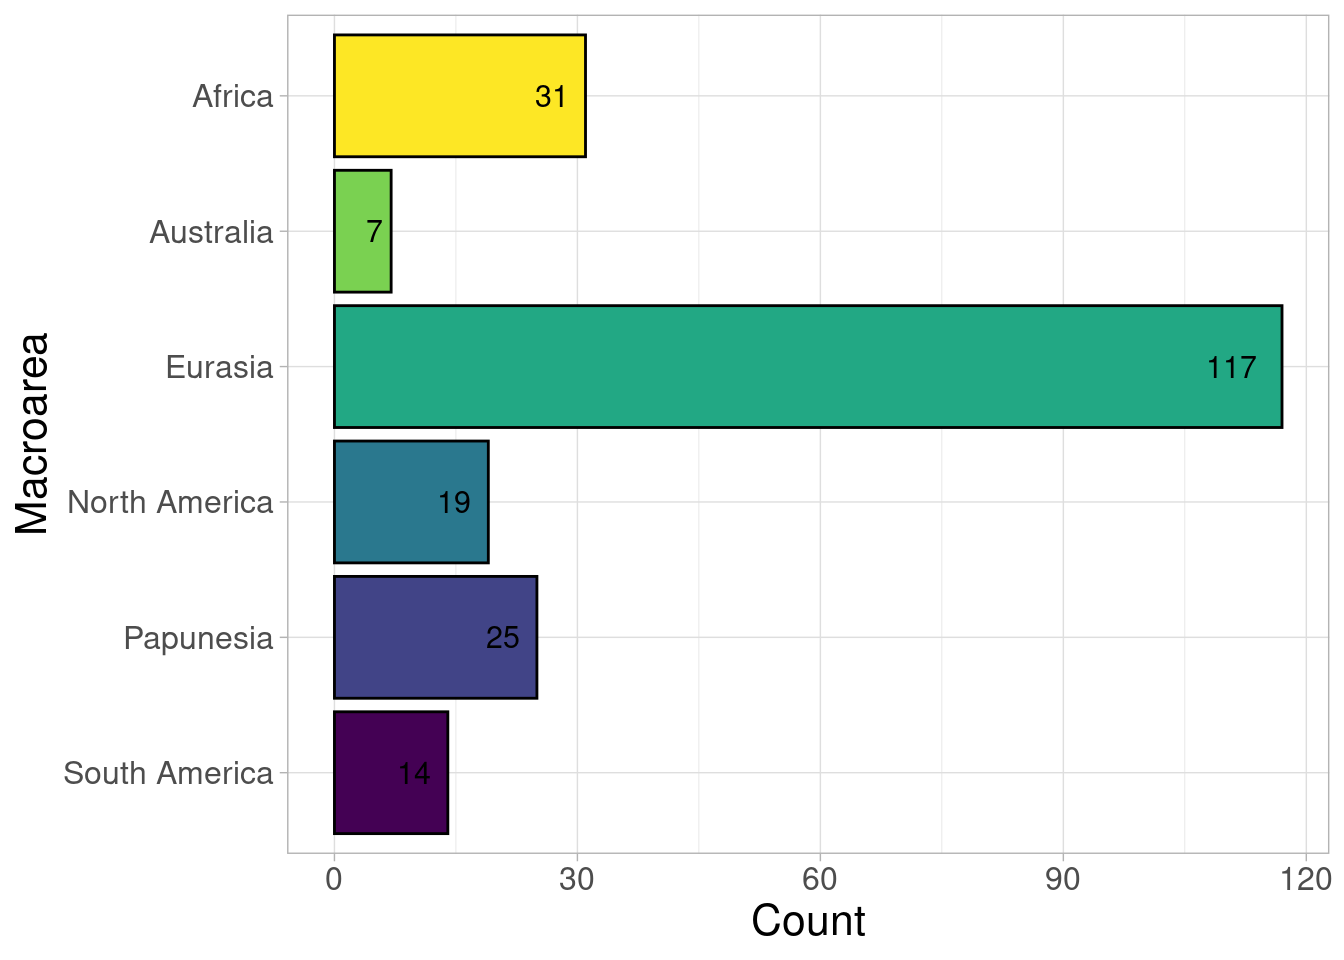 Macroarea
Africa 31
Australia 7
Eurasia 117
North America 19
Papunesia 25
South America 14
0 30 60 90 120
Count